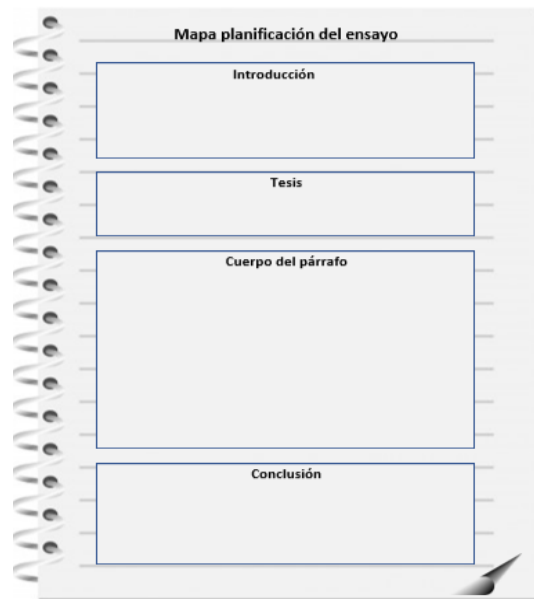 Mapa planificación del ensayo
Introducción
Tesis
Cuerpo del párrafo
Conclusión